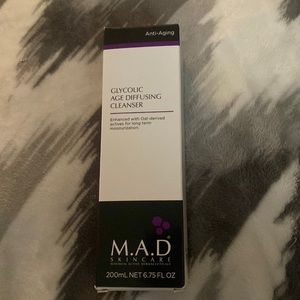 Anti-Aging
GLYCOLIC
AGE DIFFUSING
CLEANSER
Enhanced with Oat-derived
actives for long term
moisturization.
M.A.D
SKINCARE
200mL NET 6.75 FL OZ